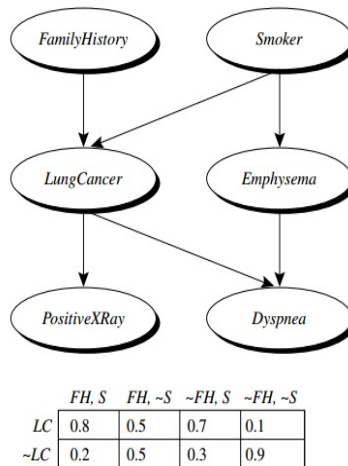 FamilyHistory Smoker
LungCancer Emphysema
PositiveXRay Dyspnea
FH, S FH, ~S ~FH, S ~FH, ~S
LC 0.8 0.5 0.7 0.1
~LC 0.2 0.5 0.3 0.9